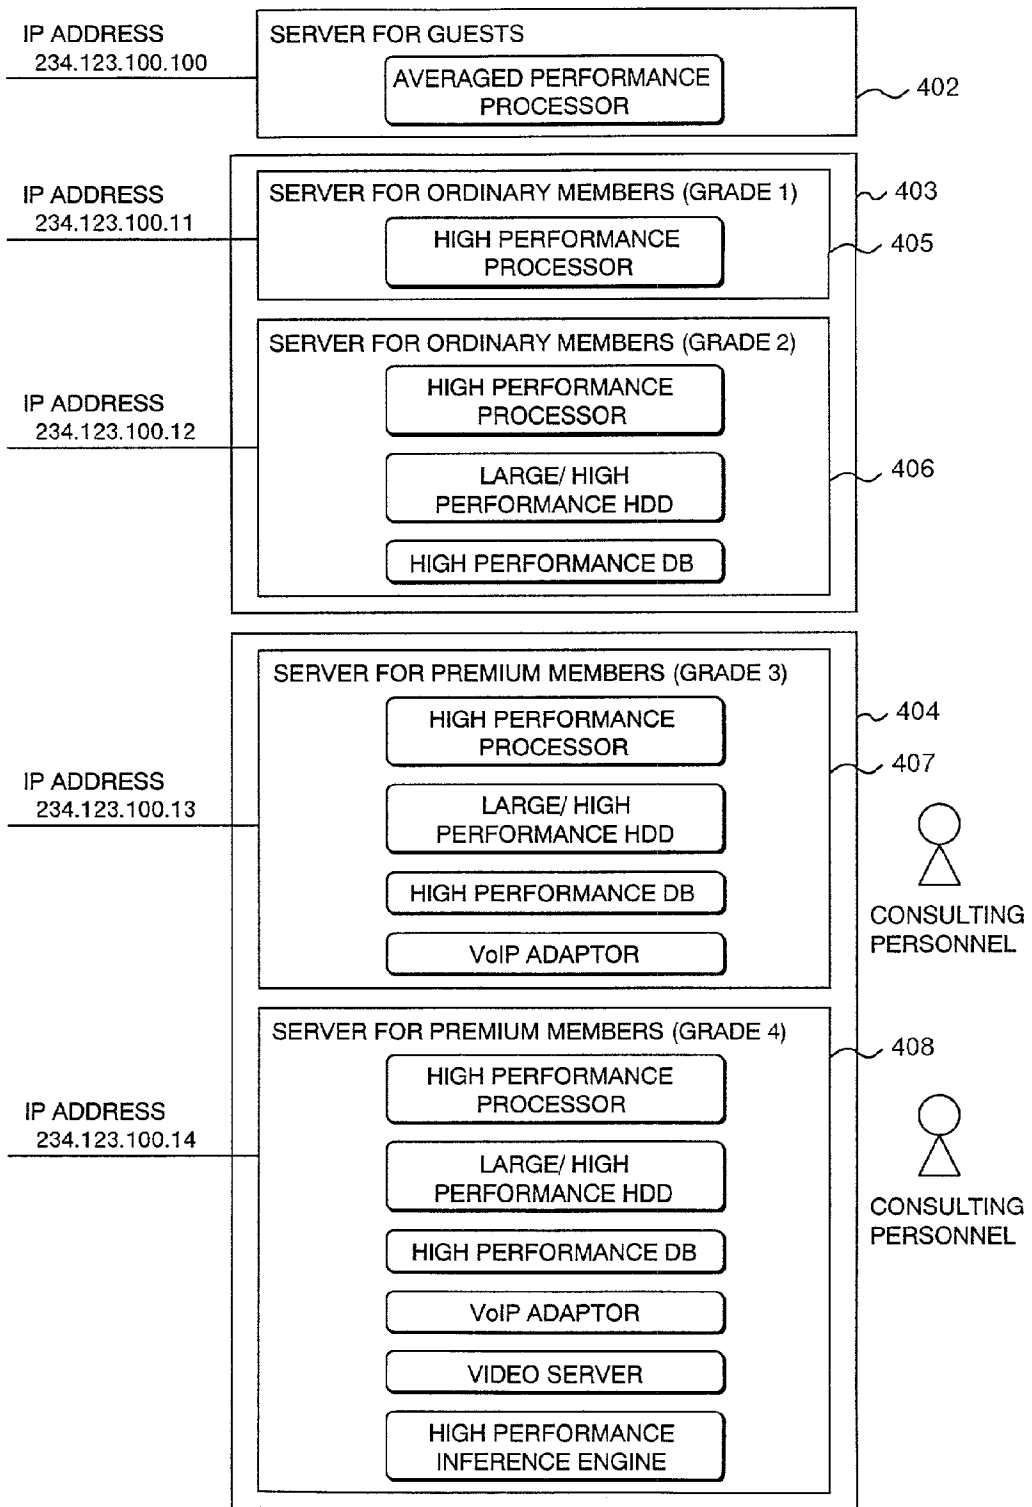 IP ADDRESS
234.123.100.100
SERVER FOR GUESTS
AVERAGED PERFORMANCE
PROCESSOR
402
IP ADDRESS
234.123.100.11
SERVER FOR ORDINARY MEMBERS (GRADE 1)
HIGH PERFORMANCE
PROCESSOR
403
405
IP ADDRESS
234.123.100.12
SERVER FOR ORDINARY MEMBERS (GRADE 2)
HIGH PERFORMANCE
PROCESSOR
LARGE/ HIGH
PERFORMANCE HDD
HIGH PERFORMANCE DB
406
IP ADDRESS
234.123.100.13
SERVER FOR PREMIUM MEMBERS (GRADE 3)
HIGH PERFORMANCE
PROCESSOR
LARGE/ HIGH
PERFORMANCE HDD
HIGH PERFORMANCE DB
VoIP ADAPTOR
404
407
CONSULTING
PERSONNEL
IP ADDRESS
234.123.100.14
SERVER FOR PREMIUM MEMBERS (GRADE 4)
HIGH PERFORMANCE
PROCESSOR
LARGE/ HIGH
PERFORMANCE HDD
HIGH PERFORMANCE DB
VoIP ADAPTOR
VIDEO SERVER
HIGH PERFORMANCE
INFERENCE ENGINE
408
CONSULTING
PERSONNEL